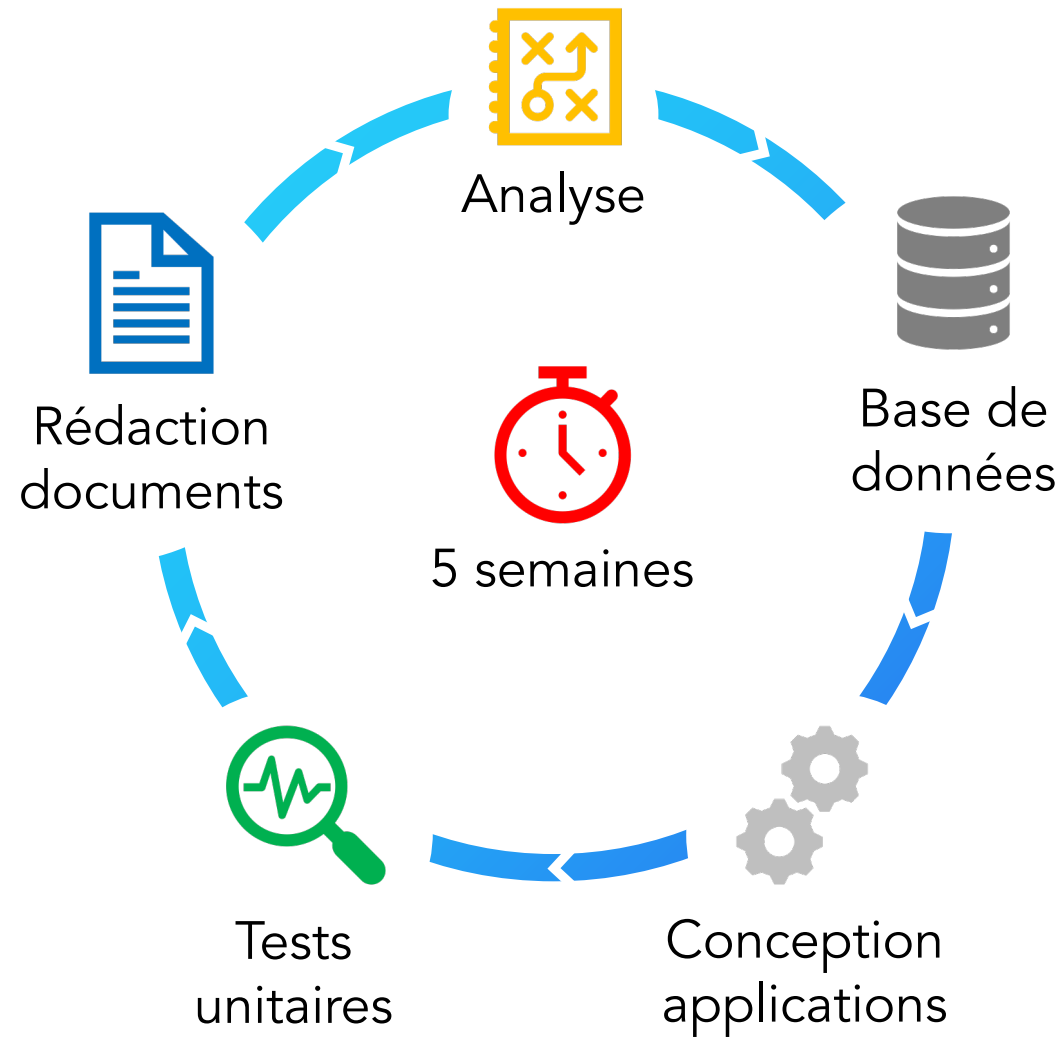 Analyse
Base de
données
Conception
applications
Tests
unitaires
Rédaction
documents
5 semaines